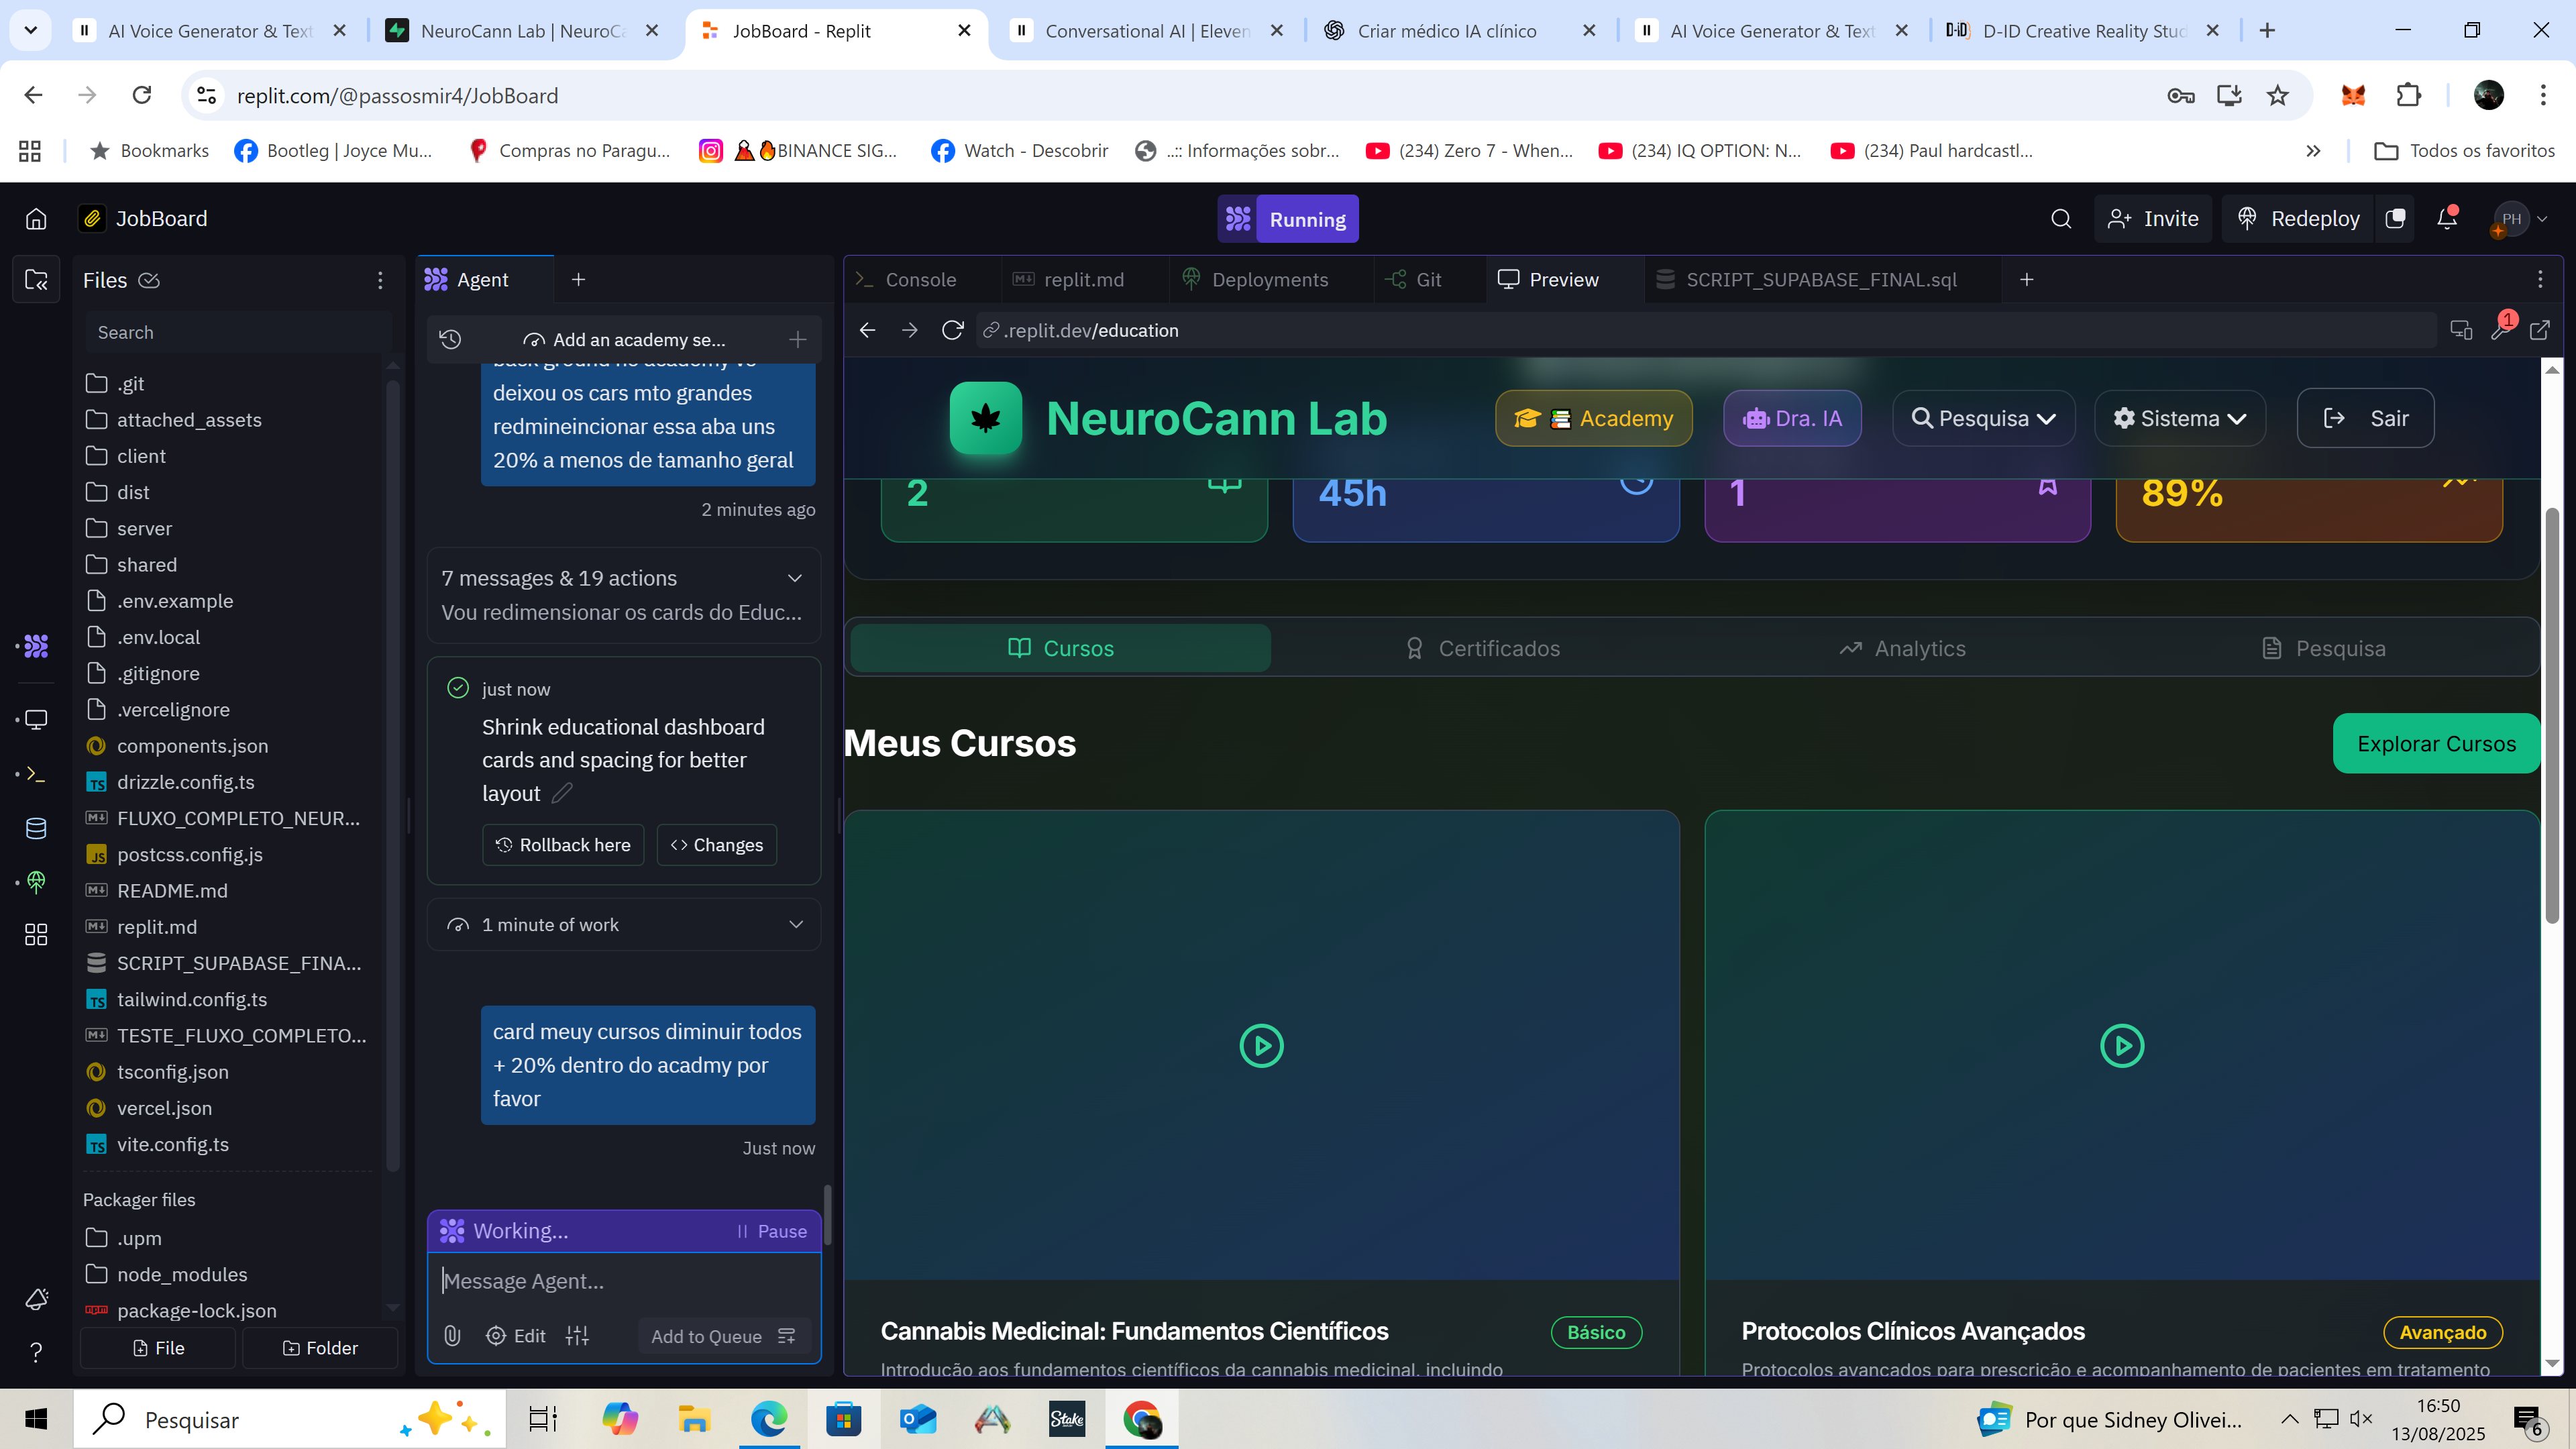 AI Voice Generator & Text
NeuroCann Lab | NeuroCa
JobBoard - Replit
Conversational AI | Eleven
Criar médico IA clínico
AI Voice Generator & Text
D-ID Creative Reality Stud
replit.com/@passosmir4/JobBoard
Bookmarks
Bootleg | Joyce Mu...
Compras no Paragu...
BINANCE SIG...
Watch - Descobrir
..:: Informações sobr...
(234) Zero 7 - When...
(234) IQ OPTION: N...
(234) Paul hardcastl...
Todos os favoritos
JobBoard
Running
Invite
Redeploy
PH
Files
Search
.git
attached_assets
client
dist
server
shared
.env.example
.env.local
.gitignore
.vercelignore
components.json
drizzle.config.ts
FLUXO_COMPLETO_NEUR...
postcss.config.js
README.md
replit.md
SCRIPT_SUPABASE_FINA...
tailwind.config.ts
TESTE_FLUXO_COMPLETO...
tsconfig.json
vercel.json
vite.config.ts
Packager files
.upm
node_modules
package-lock.json
File
Folder
Agent
Add an academy se...
deixou os cars mto grandes
redmineincionar essa aba uns
20% a menos de tamanho geral
2 minutes ago
7 messages & 19 actions
Vou redimensionar os cards do Educ...
just now
Shrink educational dashboard
cards and spacing for better
layout
Rollback here
Changes
1 minute of work
card meuy cursos diminuir todos
+ 20% dentro do acadmy por
favor
Just now
Working...
Pause
Message Agent...
Edit
Add to Queue
Console
replit.md
Deployments
Git
Preview
SCRIPT_SUPABASE_FINAL.sql
.replit.dev/education
1
NeuroCann Lab
Academy
Dra. IA
Pesquisa
Sistema
Sair
2
45h
1
89%
Cursos
Certificados
Analytics
Pesquisa
Meus Cursos
Explorar Cursos
Cannabis Medicinal: Fundamentos Científicos
Básico
Introdução aos fundamentos científicos da cannabis medicinal, incluindo
Protocolos Clínicos Avançados
Avançado
Protocolos avançados para prescrição e acompanhamento de pacientes em tratamento
Pesquisar
Stake
Por que Sidney Olivei...
16:50
13/08/2025
6